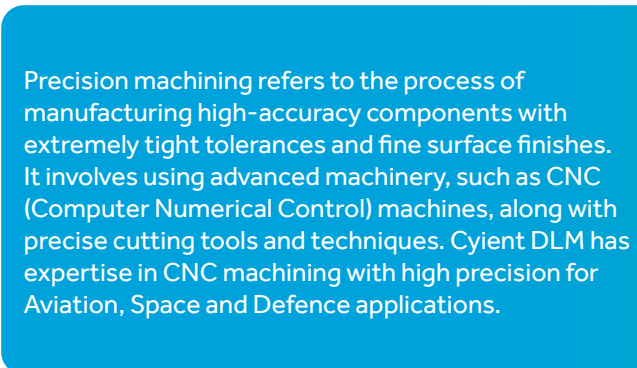 Precision machining refers to the process of
manufacturing high-accuracy components with
extremely tight tolerances and fine surface finishes.
It involves using advanced machinery, such as CNC
(Computer Numerical Control) machines, along with
precise cutting tools and techniques. Cyient DLM has
expertise in CNC machining with high precision for
Aviation, Space and Defence applications.